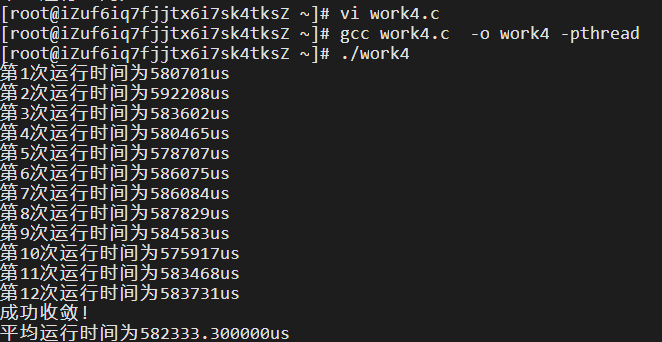 [root@iZuf6iq7fjjtx6i7sk4tksZ ~]# vi work4.c
[root@iZuf6iq7fjjtx6i7sk4tksZ ~]# gcc work4.c  -o work4 -pthread
[root@iZuf6iq7fjjtx6i7sk4tksZ ~]# ./work4
第1次运行时间为580701us
第2次运行时间为592208us
第3次运行时间为583602us
第4次运行时间为580465us
第5次运行时间为578707us
第6次运行时间为586075us
第7次运行时间为586084us
第8次运行时间为587829us
第9次运行时间为584583us
第10次运行时间为575917us
第11次运行时间为583468us
第12次运行时间为583731us
成功收敛!
平均运行时间为582333.300000us